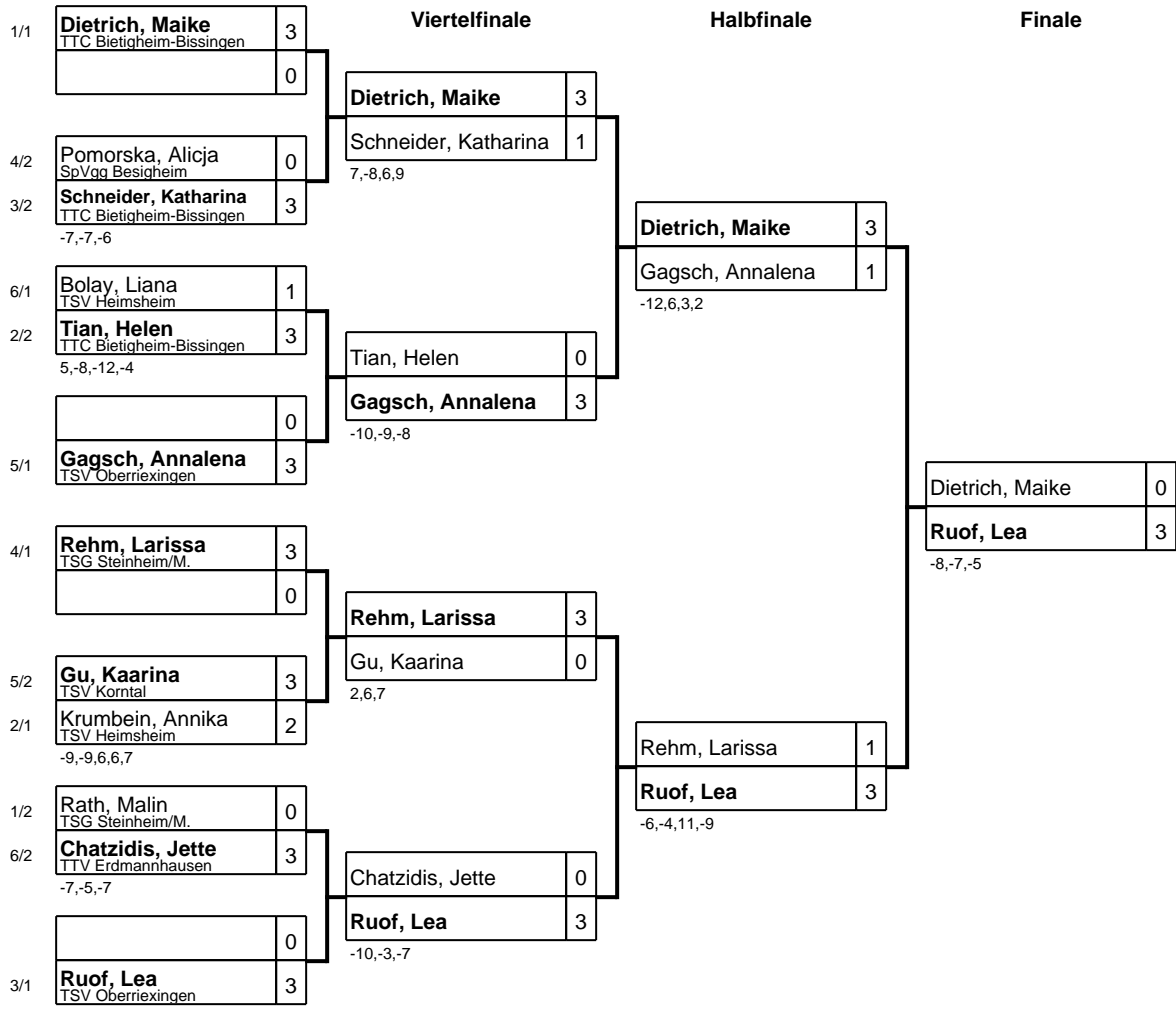 Viertelfinale Halbfinale Finale
1/1 Dietrich, Maike 3
TTC Bietigheim-Bissingen
0
4/2 Pomorska, Alicja 0
SpVgg Besigheim
3/2 Schneider, Katharina 3
TTC Bietigheim-Bissingen
-7,-7,-6
6/1 Bolay, Liana 1
TSV Heimsheim
2/2 Tian, Helen 3
TTC Bietigheim-Bissingen
5,-8,-12,-4
0
5/1 Gagsch, Annalena 3
TSV Oberriexingen
4/1 Rehm, Larissa 3
TSG Steinheim/M.
0
5/2 Gu, Kaarina 3
TSV Korntal
2/1 Krumbein, Annika 2
TSV Heimsheim
-9,-9,6,6,7
1/2 Rath, Malin 0
TSG Steinheim/M.
6/2 Chatzidis, Jette 3
TTV Erdmannhausen
-7,-5,-7
0
3/1 Ruof, Lea 3
TSV Oberriexingen
Dietrich, Maike 3
Schneider, Katharina 1
7,-8,6,9
Tian, Helen 0
Gagsch, Annalena 3
-10,-9,-8
Rehm, Larissa 3
Gu, Kaarina 0
2,6,7
Chatzidis, Jette 0
Ruof, Lea 3
-10,-3,-7
Dietrich, Maike 3
Gagsch, Annalena 1
-12,6,3,2
Rehm, Larissa 1
Ruof, Lea 3
-6,-4,11,-9
Dietrich, Maike 0
Ruof, Lea 3
-8,-7,-5